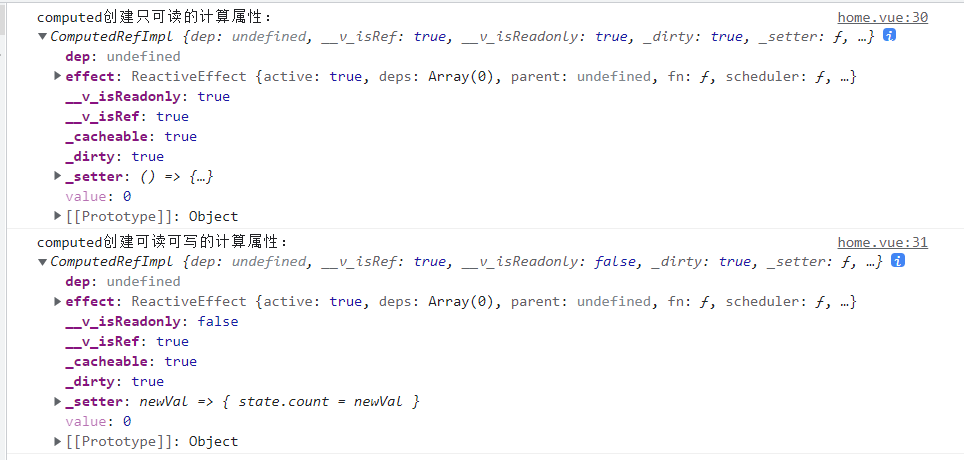 computed创建只可读的计算属性: home.vue:30
▼ComputedRefImpl {dep: undefined, __v_isRef: true, __v_isReadonly: true, _dirty: true, _setter: ƒ, …} i
dep: undefined
▶effect: ReactiveEffect {active: true, deps: Array(0), parent: undefined, fn: ƒ, scheduler: ƒ, …}
__v_isReadonly: true
__v_isRef: true
_cacheable: true
_dirty: true
▶_setter: () => {…}
value: 0
▶[[Prototype]]: Object
computed创建可读可写的计算属性: home.vue:31
▼ComputedRefImpl {dep: undefined, __v_isRef: true, __v_isReadonly: false, _dirty: true, _setter: ƒ, …} i
dep: undefined
▶effect: ReactiveEffect {active: true, deps: Array(0), parent: undefined, fn: ƒ, scheduler: ƒ, …}
__v_isReadonly: false
__v_isRef: true
_cacheable: true
_dirty: true
▶_setter: newVal => { state.count = newVal }
value: 0
▶[[Prototype]]: Object